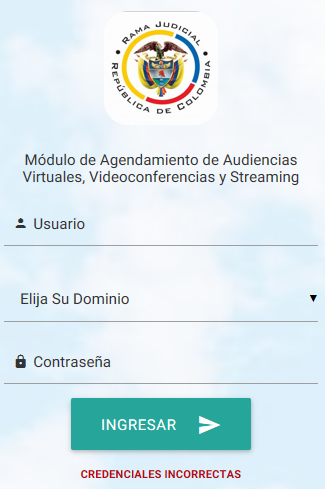 Rama Judicial
República de Colombia
Módulo de Agendamiento de Audiencias
Virtuales, Videoconferencias y Streaming
Usuario
Elija Su Dominio
Contraseña
INGRESAR
CREDENCIALES INCORRECTAS